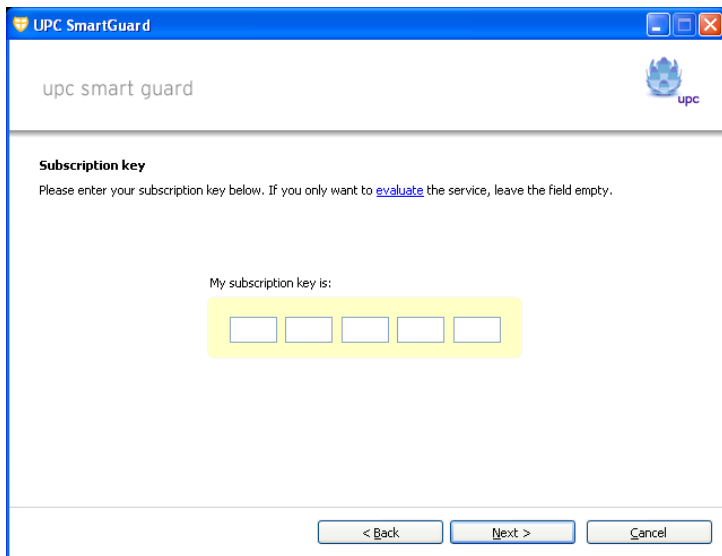 UPC SmartGuard
upc smart guard
upc
Subscription key
Please enter your subscription key below. If you only want to evaluate the service, leave the field empty.
My subscription key is:
< Back
Next >
Cancel